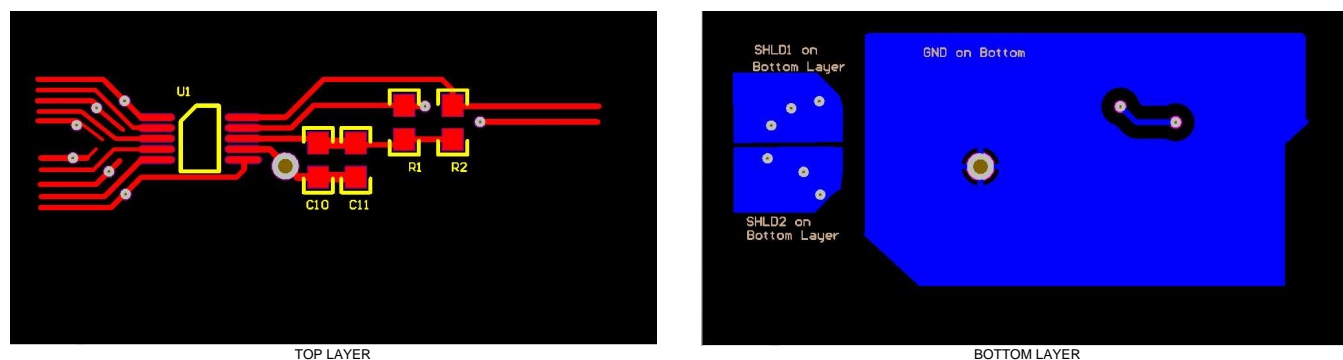 U1
R1
R2
C10
C11
TOP LAYER
SHLD1 on
Bottom Layer
GND on Bottom
SHLD2 on
Bottom Layer
BOTTOM LAYER